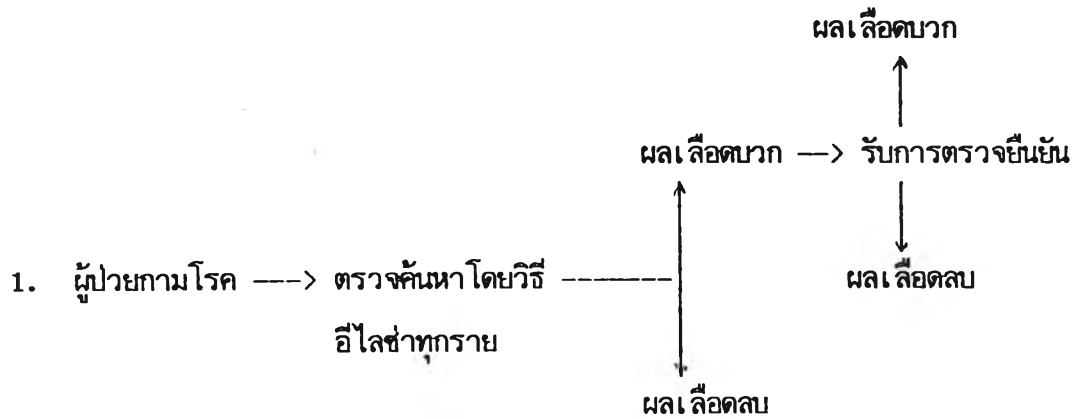 ผลเลือดบวก
ผลเลือดบวก ---> รับการตรวจยืนยัน
1. ผู้ป่วยกามโรค ----> ตรวจค้นหาโดยวิธี --------- ผลเลือดลบ
อีไลซ่าทุกราย
ผลเลือดลบ